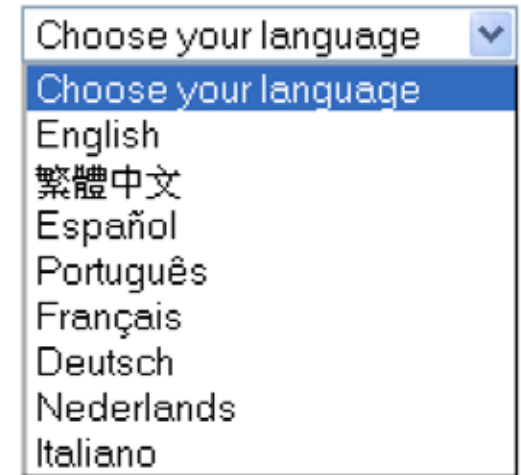 Choose your language
Choose your language
English
繁體中文
Español
Português
Français
Deutsch
Nederlands
Italiano